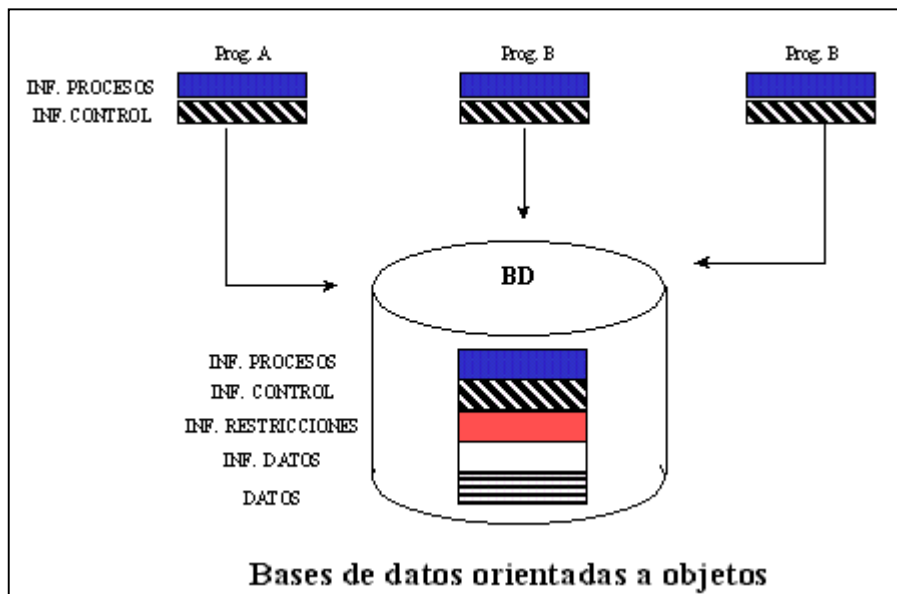 Prog. A
Prog. B
Prog. B
INF. PROCESOS
INF. CONTROL
BD
INF. PROCESOS
INF. CONTROL
INF. RESTRICCIONES
INF. DATOS
DATOS
Bases de datos orientadas a objetos